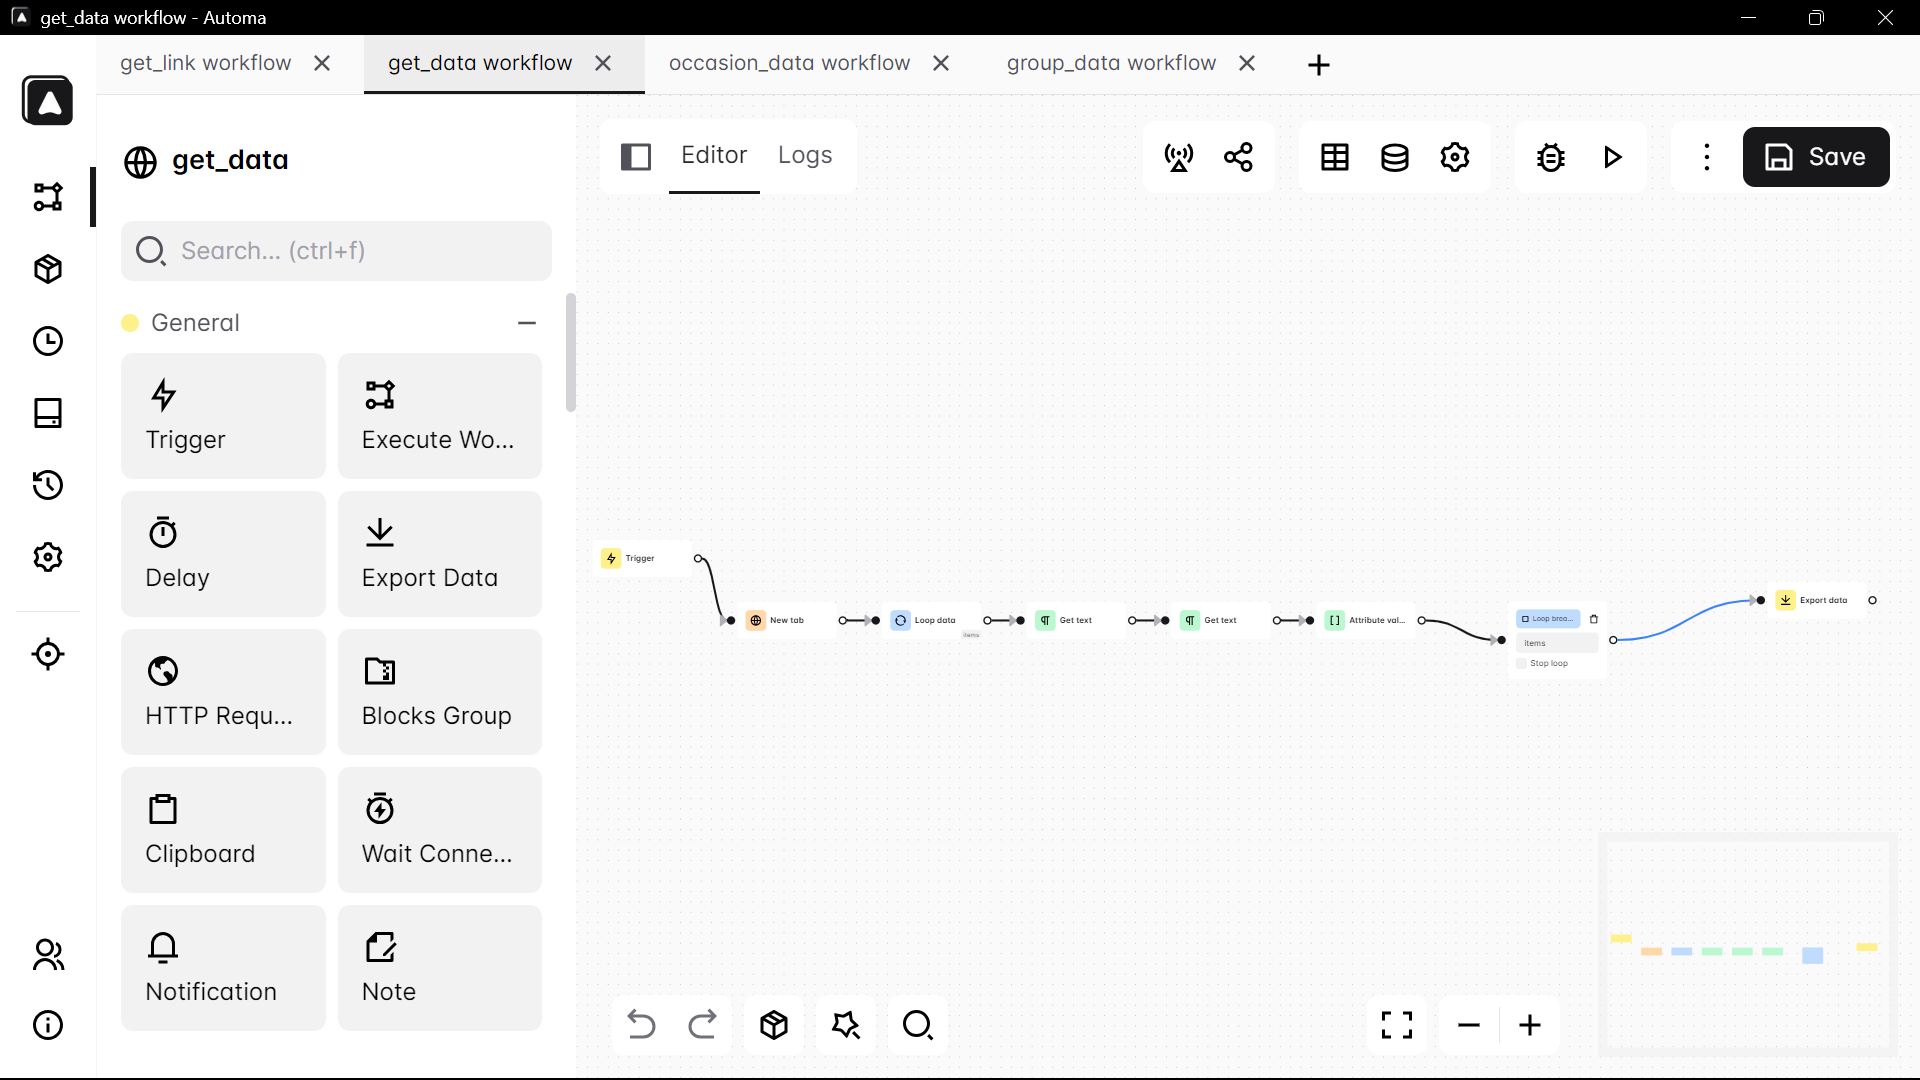 get_data workflow - Automa
get_link workflow
get_data workflow
occasion_data workflow
group_data workflow
get_data
Search... (ctrl+f)
General
Trigger
Execute Wo...
Delay
Export Data
HTTP Requ...
Blocks Group
Clipboard
Wait Conne...
Notification
Note
Editor
Logs
Save
Trigger
New tab
Loop data
items
Get text
Get text
Attribute val...
Loop brea...
items
Stop loop
Export data